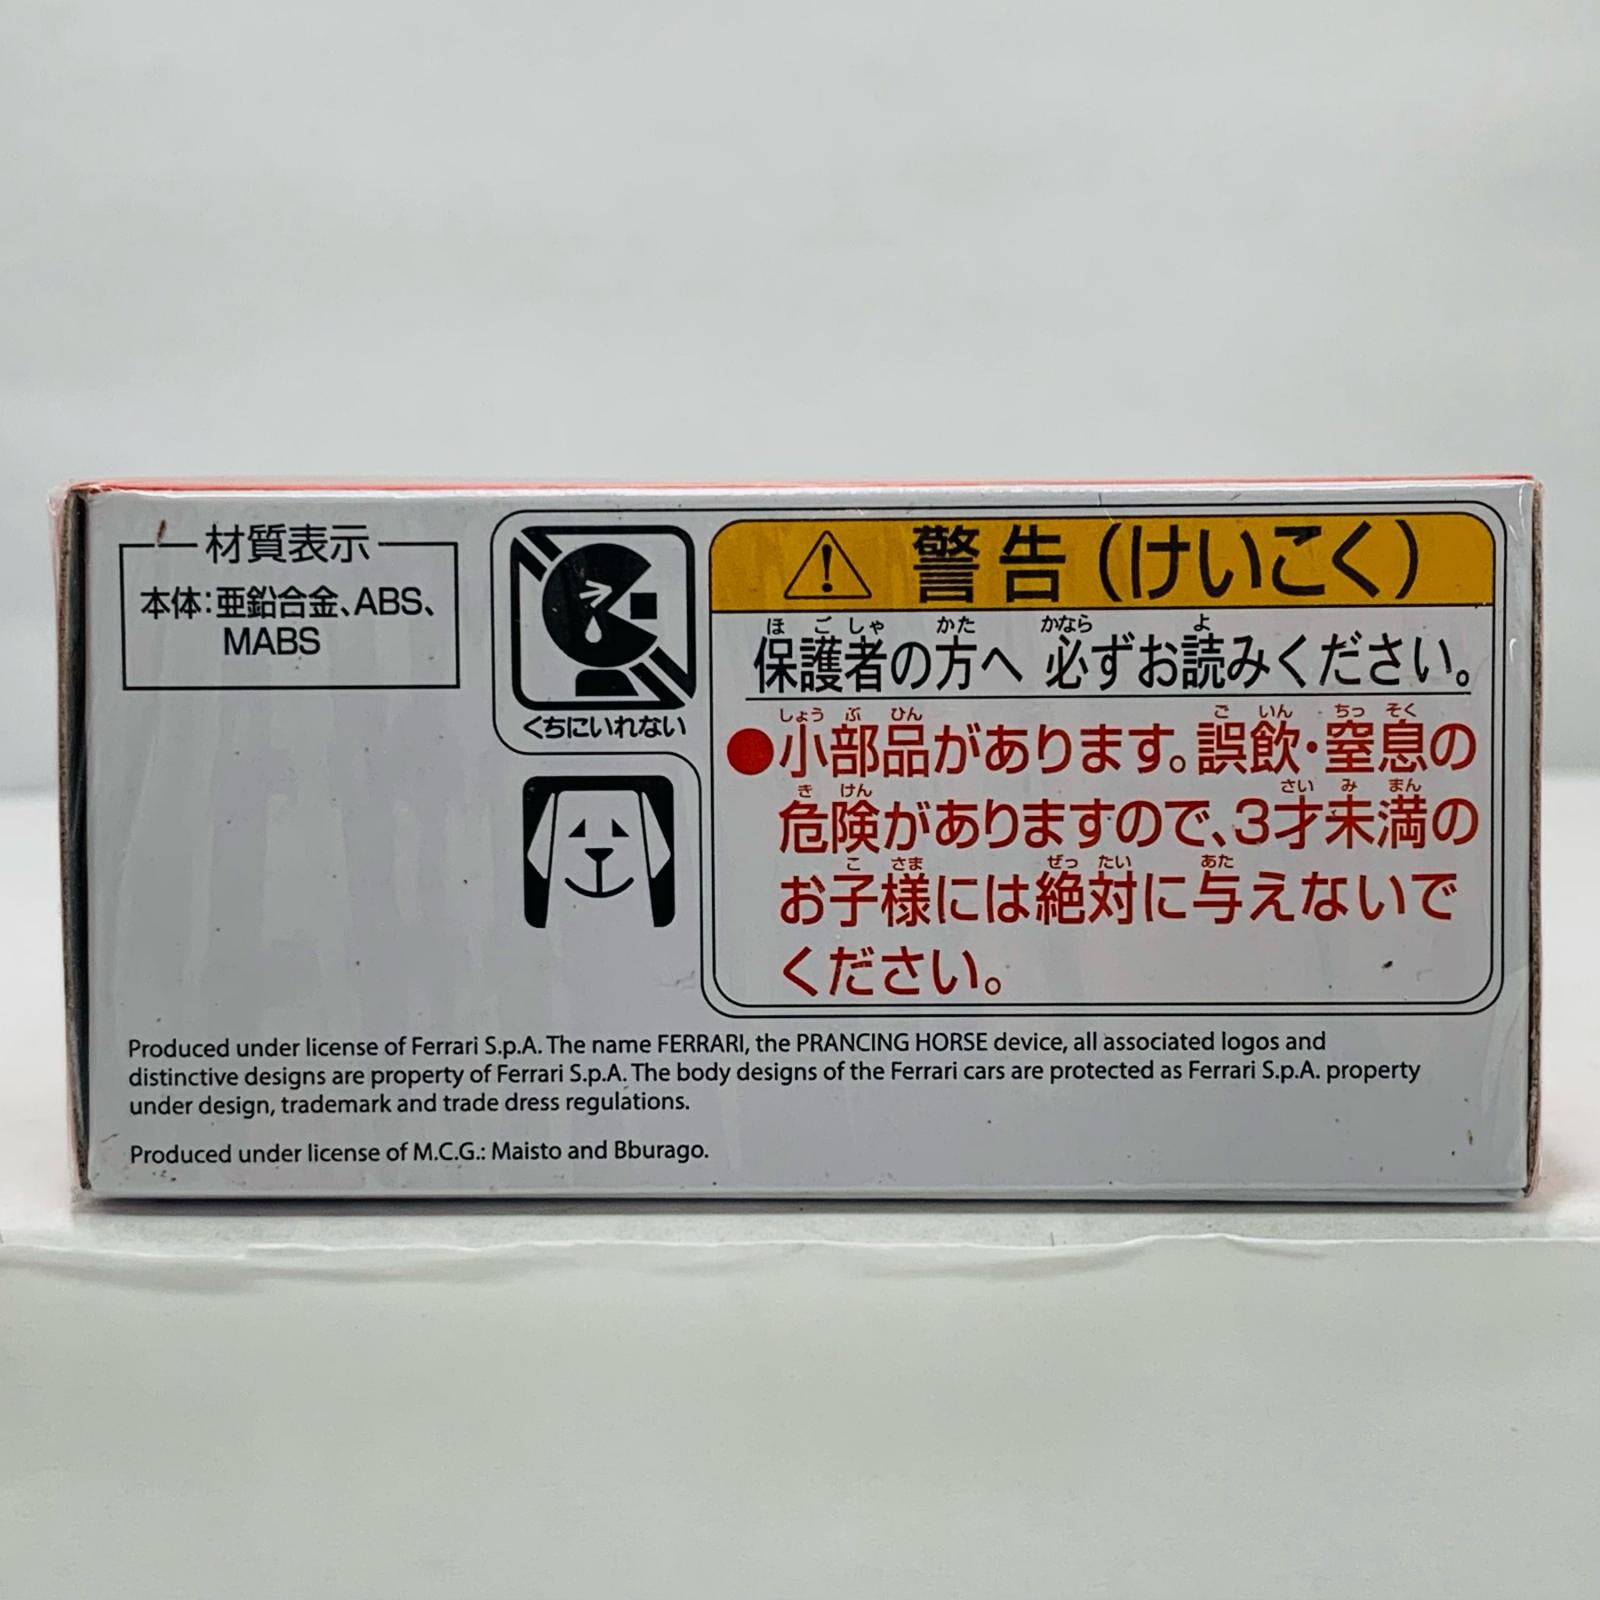 材質表示
本体:亜鉛合金、ABS、
MABS
くちにいれない
警告(けいこく)
ほごしゃ かた かなら よ
保護者の方へ 必ずお読みください。
しょうぶひん ごいん ちっそく
●小部品があります。誤飲・窒息の
きけん さいみまん
危険がありますので、3才未満の
こさま ぜったい あた
お子様には絶対に与えないで
ください。
Produced under license of Ferrari S.p.A. The name FERRARI, the PRANCING HORSE device, all associated logos and
distinctive designs are property of Ferrari S.p.A. The body designs of the Ferrari cars are protected as Ferrari S.p.A. property
under design, trademark and trade dress regulations.
Produced under license of M.C.G.: Maisto and Bburago.